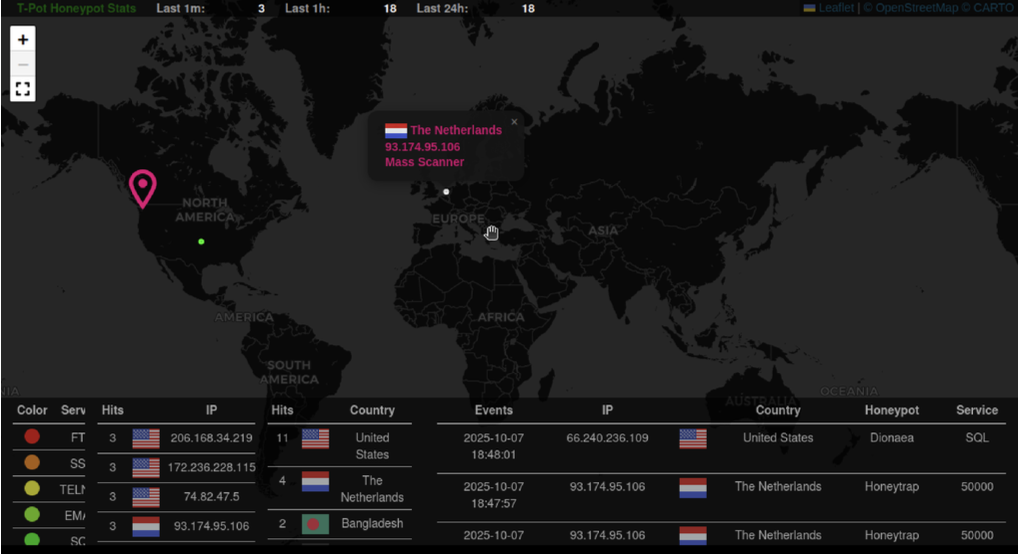 T-Pot Honeypot Stats Last 1m: 3 Last 1h: 18 Last 24h: 18
Leaflet | © OpenStreetMap © CARTO
+
−
The Netherlands ×
93.174.95.106
Mass Scanner
NORTH
AMERICA
EUROPE
ASIA
AMERICA
AFRICA
SOUTH
AMERICA
NIA
OCEANIA
AUSTRALIA
Color Serv
FT
SS
TELN
EMA
SQ
Hits IP
3 206.168.34.219
3 172.236.228.115
3 74.82.47.5
3 93.174.95.106
Hits Country
11 United
States
4 The
Netherlands
2 Bangladesh
Events IP Country Honeypot Service
2025-10-07 66.240.236.109 United States Dionaea SQL
18:48:01
2025-10-07 93.174.95.106 The Netherlands Honeytrap 50000
18:47:57
2025-10-07 93.174.95.106 The Netherlands Honeytrap 50000